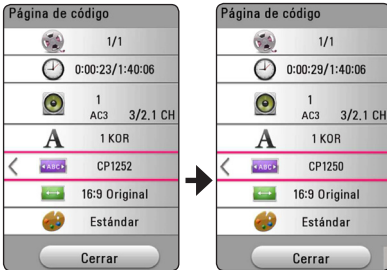 Página de código
1/1
0:00:23/1:40:06
1
AC3 3/2.1 CH
A 1 KOR
ABC CP1252
16:9 Original
Estándar
Cerrar
Página de código
1/1
0:00:29/1:40:06
1
AC3 3/2.1 CH
A 1 KOR
ABC CP1250
16:9 Original
Estándar
Cerrar